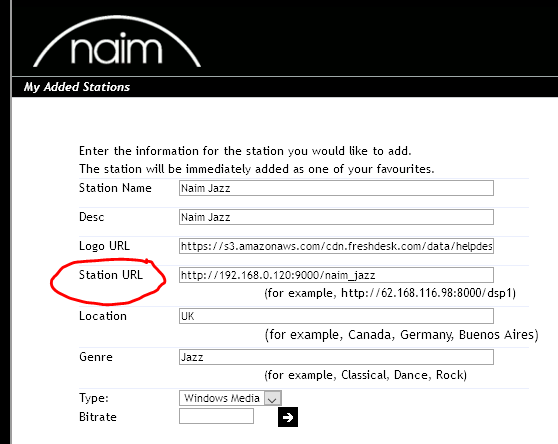 naim
My Added Stations
Enter the information for the station you would like to add.
The station will be immediately added as one of your favourites.
Station Name Naim Jazz
Desc Naim Jazz
Logo URL https://s3.amazonaws.com/cdn.freshdesk.com/data/helpdes
Station URL http://192.168.0.120:9000/naim_jazz
(for example, http://62.168.116.98:8000/dsp1)
Location UK
(for example, Canada, Germany, Buenos Aires)
Genre Jazz
(for example, Classical, Dance, Rock)
Type: Windows Media
Bitrate